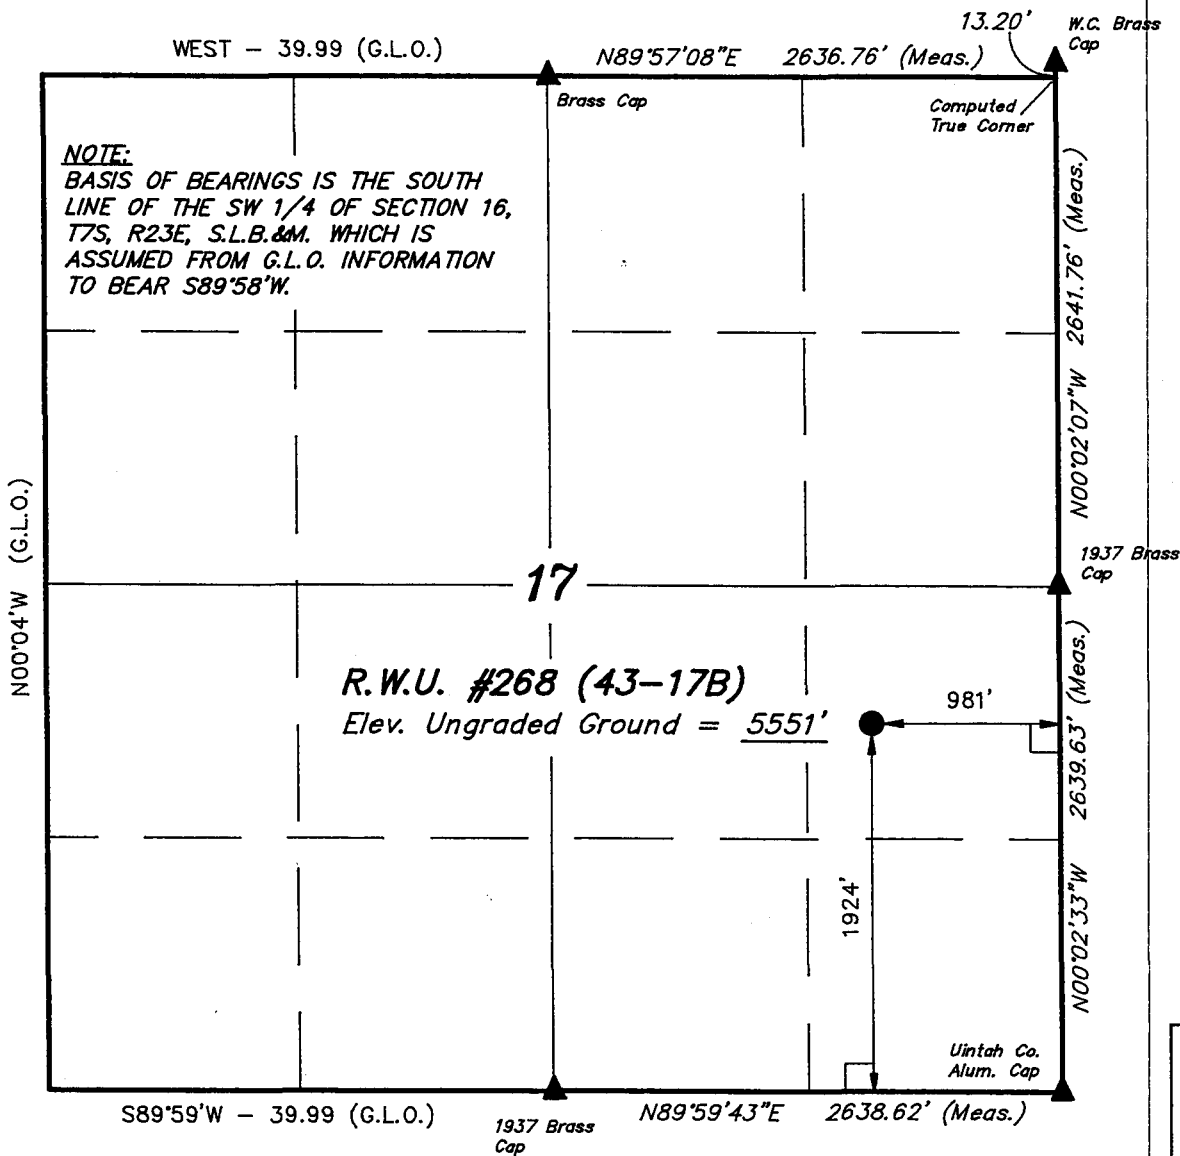 13.20'
W.C. Brass
Cap
WEST - 39.99 (G.L.O.)
N89°57'08"E 2636.76' (Meas.)
Brass Cap
Computed
True Corner
NOTE:
BASIS OF BEARINGS IS THE SOUTH
LINE OF THE SW 1/4 OF SECTION 16,
T7S, R23E, S.L.B.&M. WHICH IS
ASSUMED FROM G.L.O. INFORMATION
TO BEAR S89°58'W.
N00°02'07"W 2641.76' (Meas.)
N00°04'W (G.L.O.)
1937 Brass
Cap
17
R.W.U. #268 (43-17B)
Elev. Ungraded Ground = 5551'
981'
1924'
N00°02'33"W 2639.63' (Meas.)
Uintah Co.
Alum. Cap
S89°59'W - 39.99 (G.L.O.)
1937 Brass
Cap
N89°59'43"E 2638.62' (Meas.)